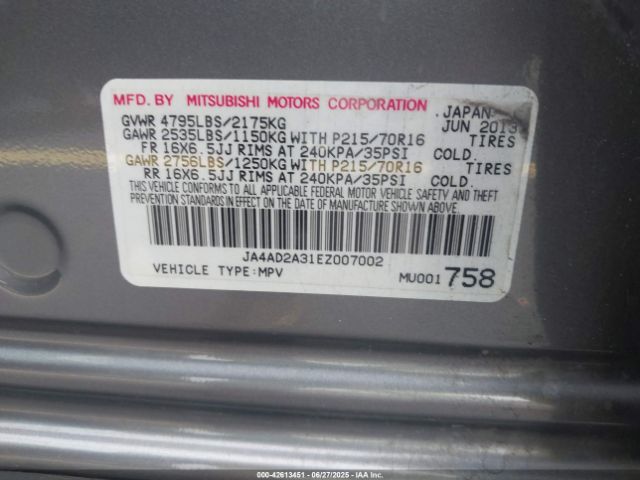 MFD. BY MITSUBISHI MOTORS CORPORATION JAPAN
GVWR 4795LBS/2175KG JUN 2013
GAWR 2535LBS/1150KG WITH P215/70R16 TIRES
FR 16X6.5JJ RIMS AT 240KPA/35PSI COLD.
GAWR 2756LBS/1250KG WITH P215/70R16 TIRES
RR 16X6.5JJ RIMS AT 240KPA/35PSI COLD.
THIS VEHICLE CONFORMS TO ALL APPLICABLE FEDERAL MOTOR VEHICLE SAFETY AND THEFT
PREVENTION STANDARDS IN EFFECT ON THE DATE OF MANUFACTURE SHOWN ABOVE.
JA4AD2A31EZ007002
VEHICLE TYPE:MPV MU001758
000-42613451 | 06/27/2025 - IAA Inc.